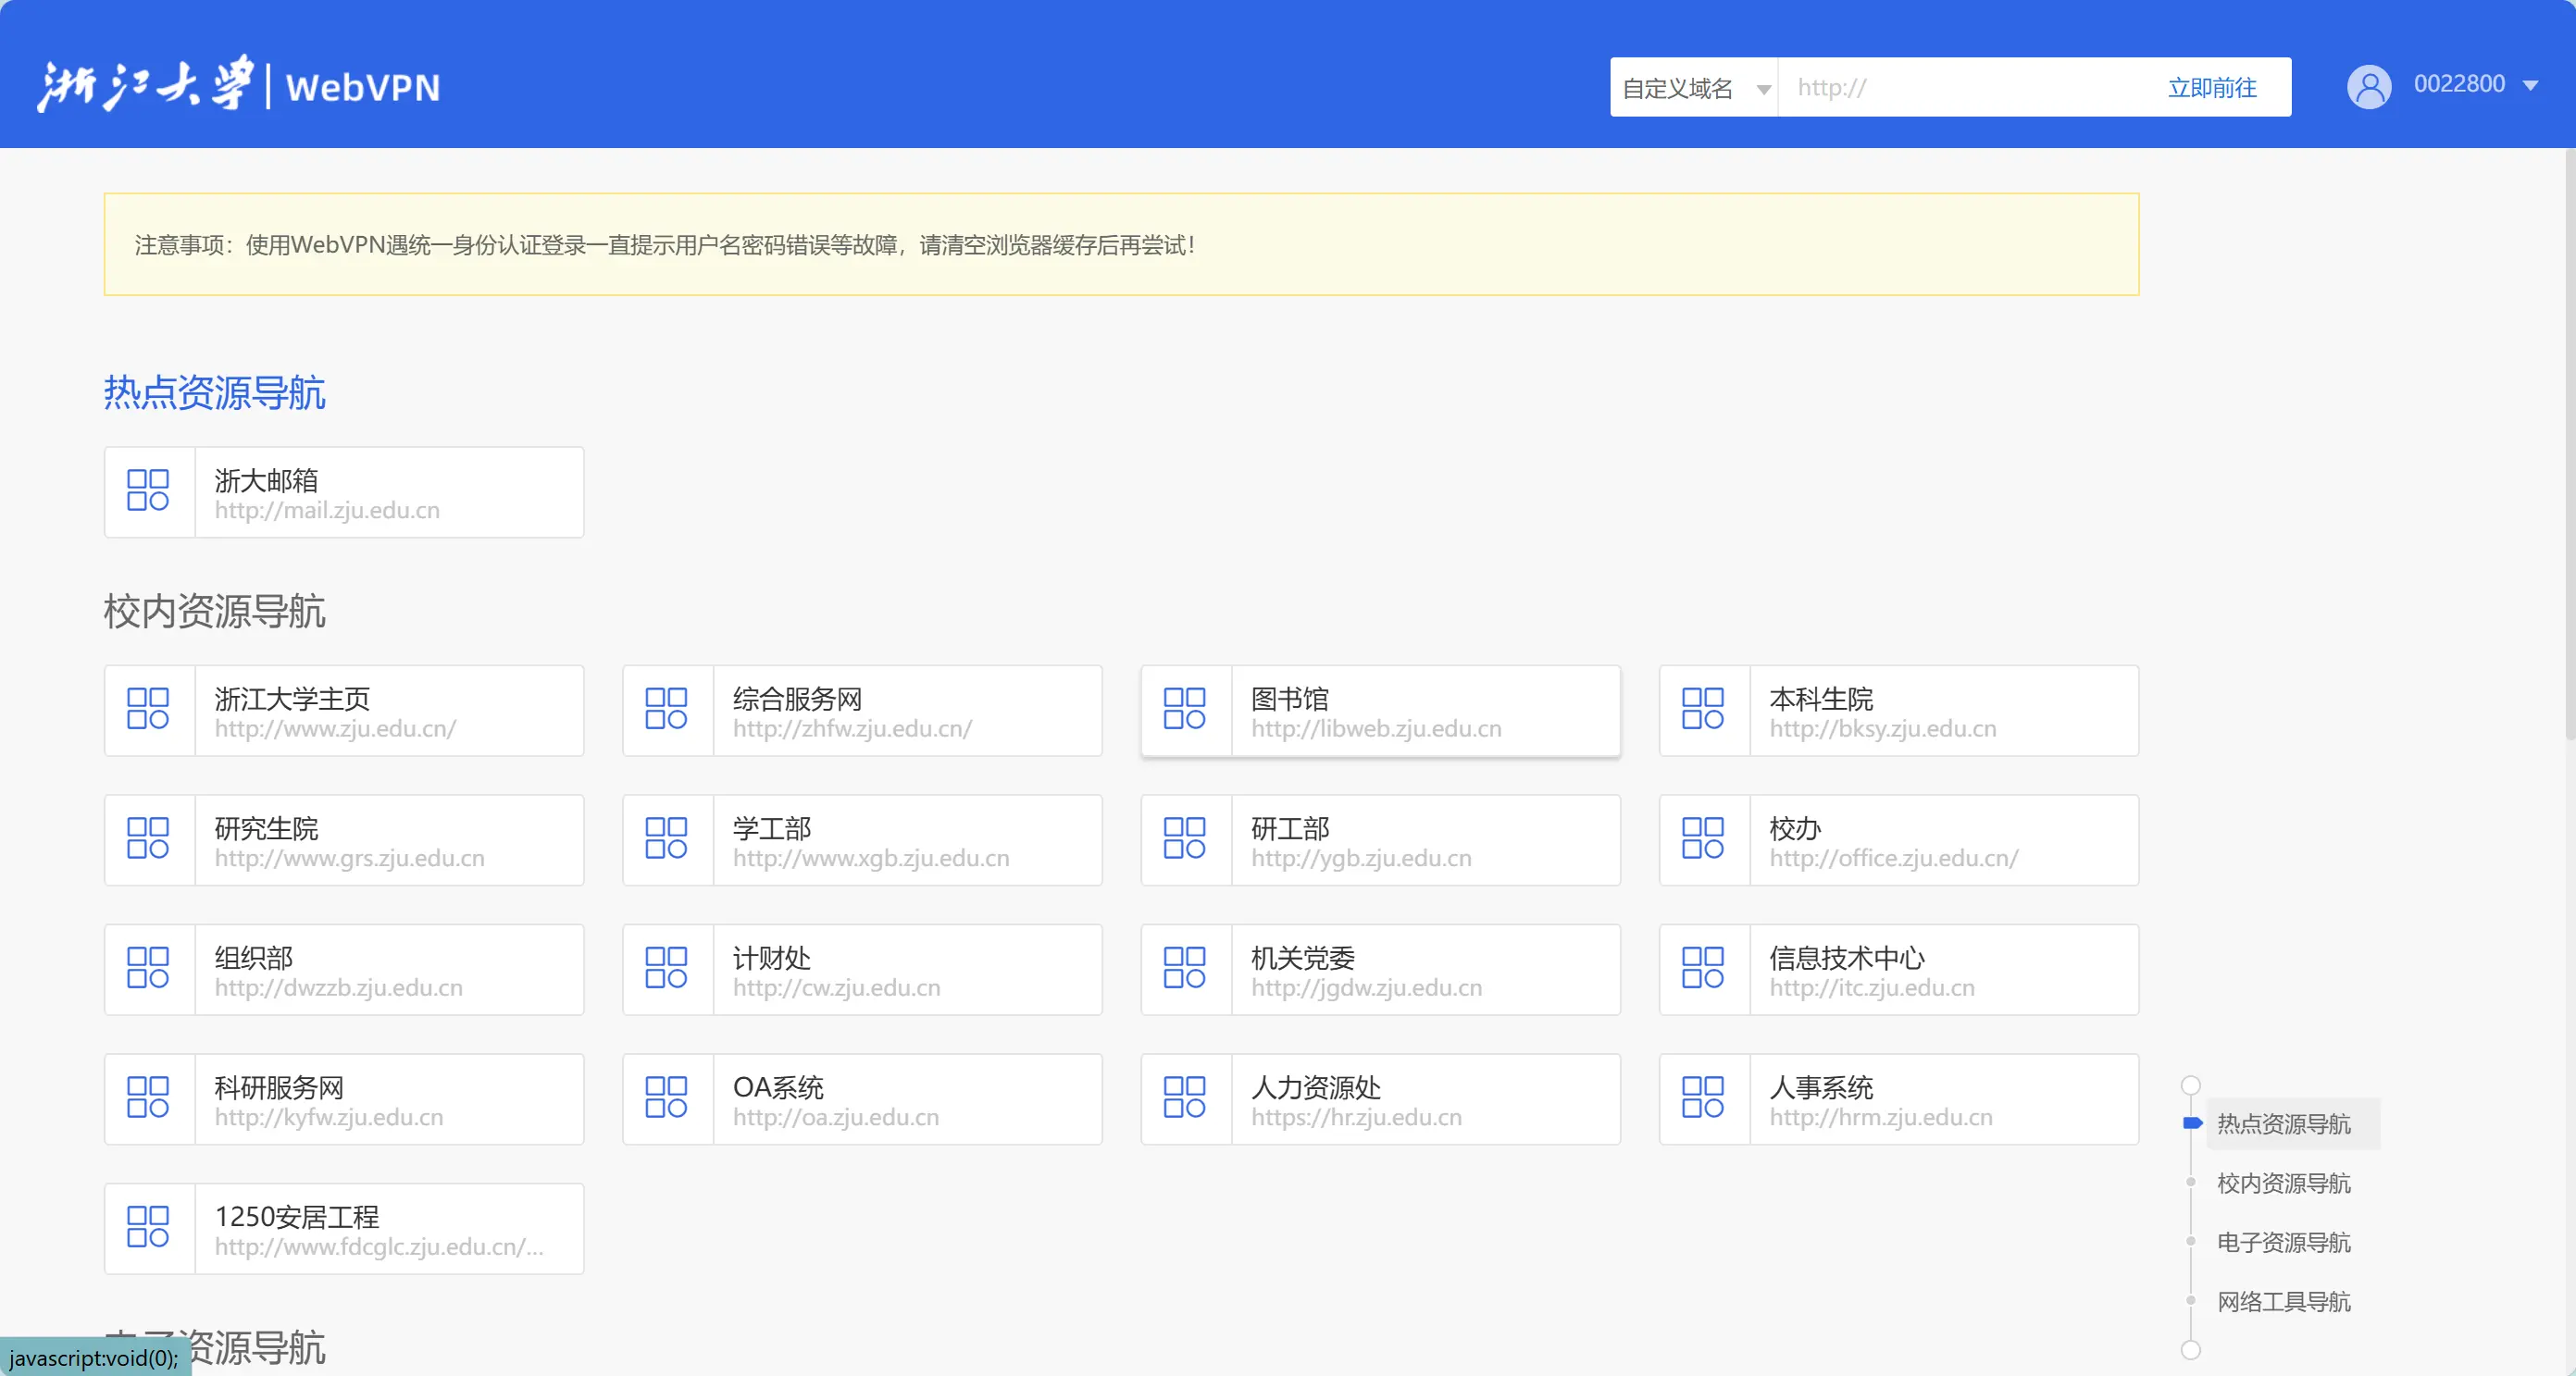 浙江大学 | WebVPN
自定义域名 http:// 立即前往
0022800
注意事项：使用WebVPN遇统一身份认证登录一直提示用户名密码错误等故障，请清空浏览器缓存后再尝试！
热点资源导航
浙大邮箱
http://mail.zju.edu.cn
校内资源导航
浙江大学主页
http://www.zju.edu.cn/
综合服务网
http://zhfw.zju.edu.cn/
图书馆
http://libweb.zju.edu.cn
本科生院
http://bksy.zju.edu.cn
研究生院
http://www.grs.zju.edu.cn
学工部
http://www.xgb.zju.edu.cn
研工部
http://ygb.zju.edu.cn
校办
http://office.zju.edu.cn/
组织部
http://dwzzb.zju.edu.cn
计财处
http://cw.zju.edu.cn
机关党委
http://jgdw.zju.edu.cn
信息技术中心
http://itc.zju.edu.cn
科研服务网
http://kyfw.zju.edu.cn
OA系统
http://oa.zju.edu.cn
人力资源处
https://hr.zju.edu.cn
人事系统
http://hrm.zju.edu.cn
1250安居工程
http://www.fdcglc.zju.edu.cn/...
电子资源导航
热点资源导航
校内资源导航
电子资源导航
网络工具导航
javascript:void(0);